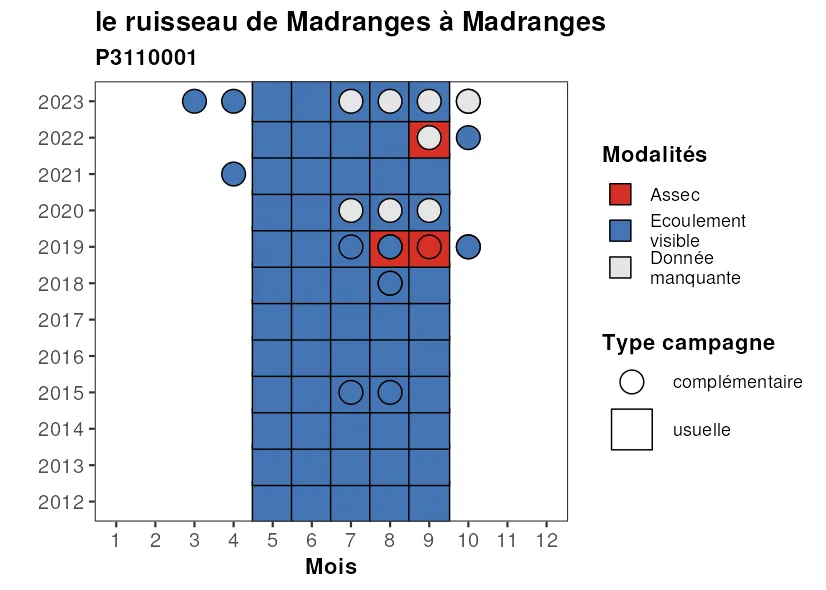 le ruisseau de Madranges à Madranges
P3110001
2023
2022
2021
2020
2019
2018
2017
2016
2015
2014
2013
2012
1 2 3 4 5 6 7 8 9 10 11 12
Mois
Modalités
Assec
Ecoulement
visible
Donnée
manquante
Type campagne
complémentaire
usuelle